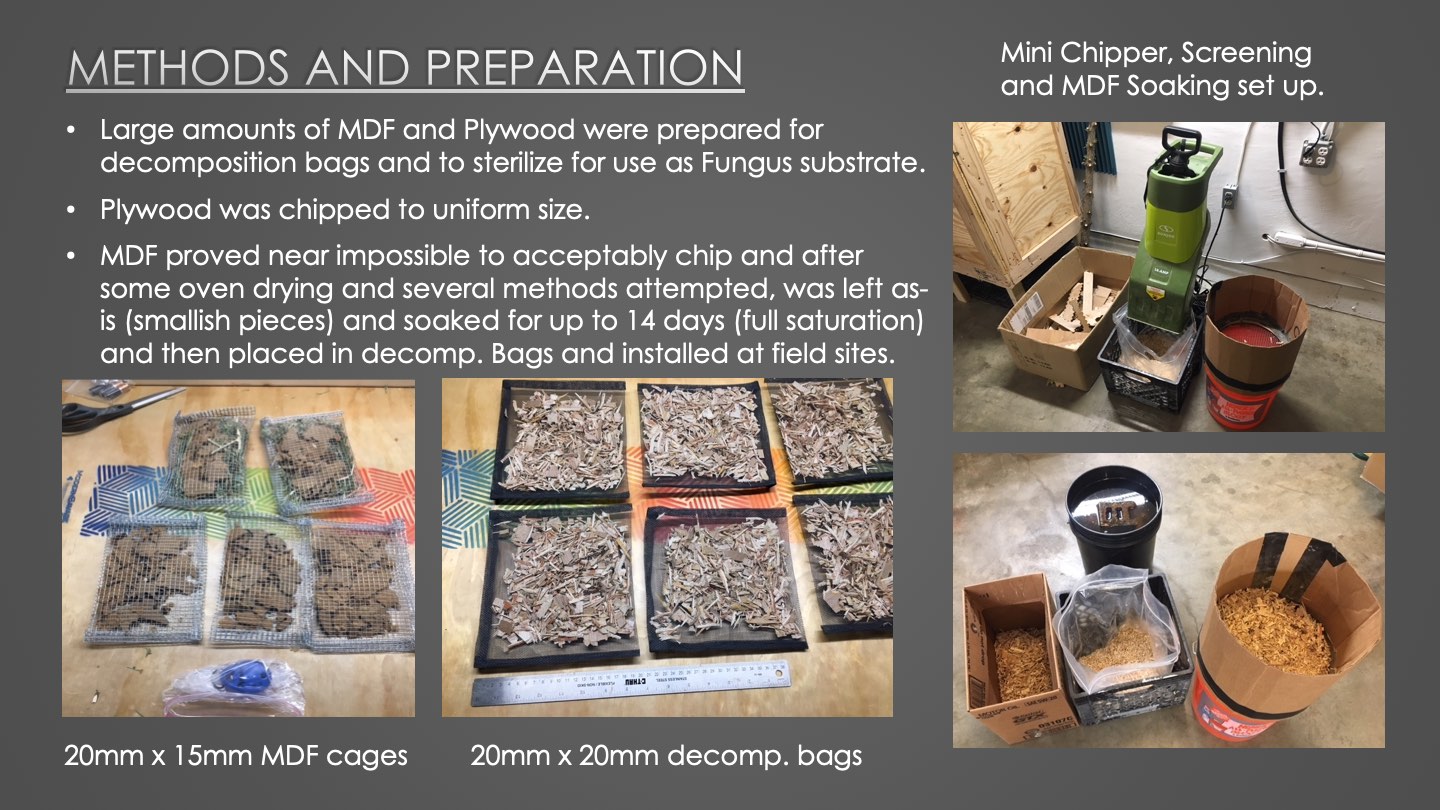 METHODS AND PREPARATION
• Large amounts of MDF and Plywood were prepared for
decomposition bags and to sterilize for use as Fungus substrate.
• Plywood was chipped to uniform size.
• MDF proved near impossible to acceptably chip and after
some oven drying and several methods attempted, was left as-
is (smallish pieces) and soaked for up to 14 days (full saturation)
and then placed in decomp. Bags and installed at field sites.
Mini Chipper, Screening
and MDF Soaking set up.
20mm x 15mm MDF cages
20mm x 20mm decomp. bags